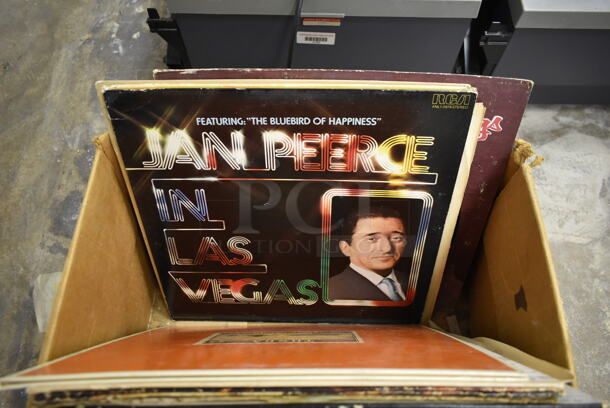 RCA
FEATURING: "THE BLUEBIRD OF HAPPINESS"
JAN PEERCE
IN
LAS
VEGAS